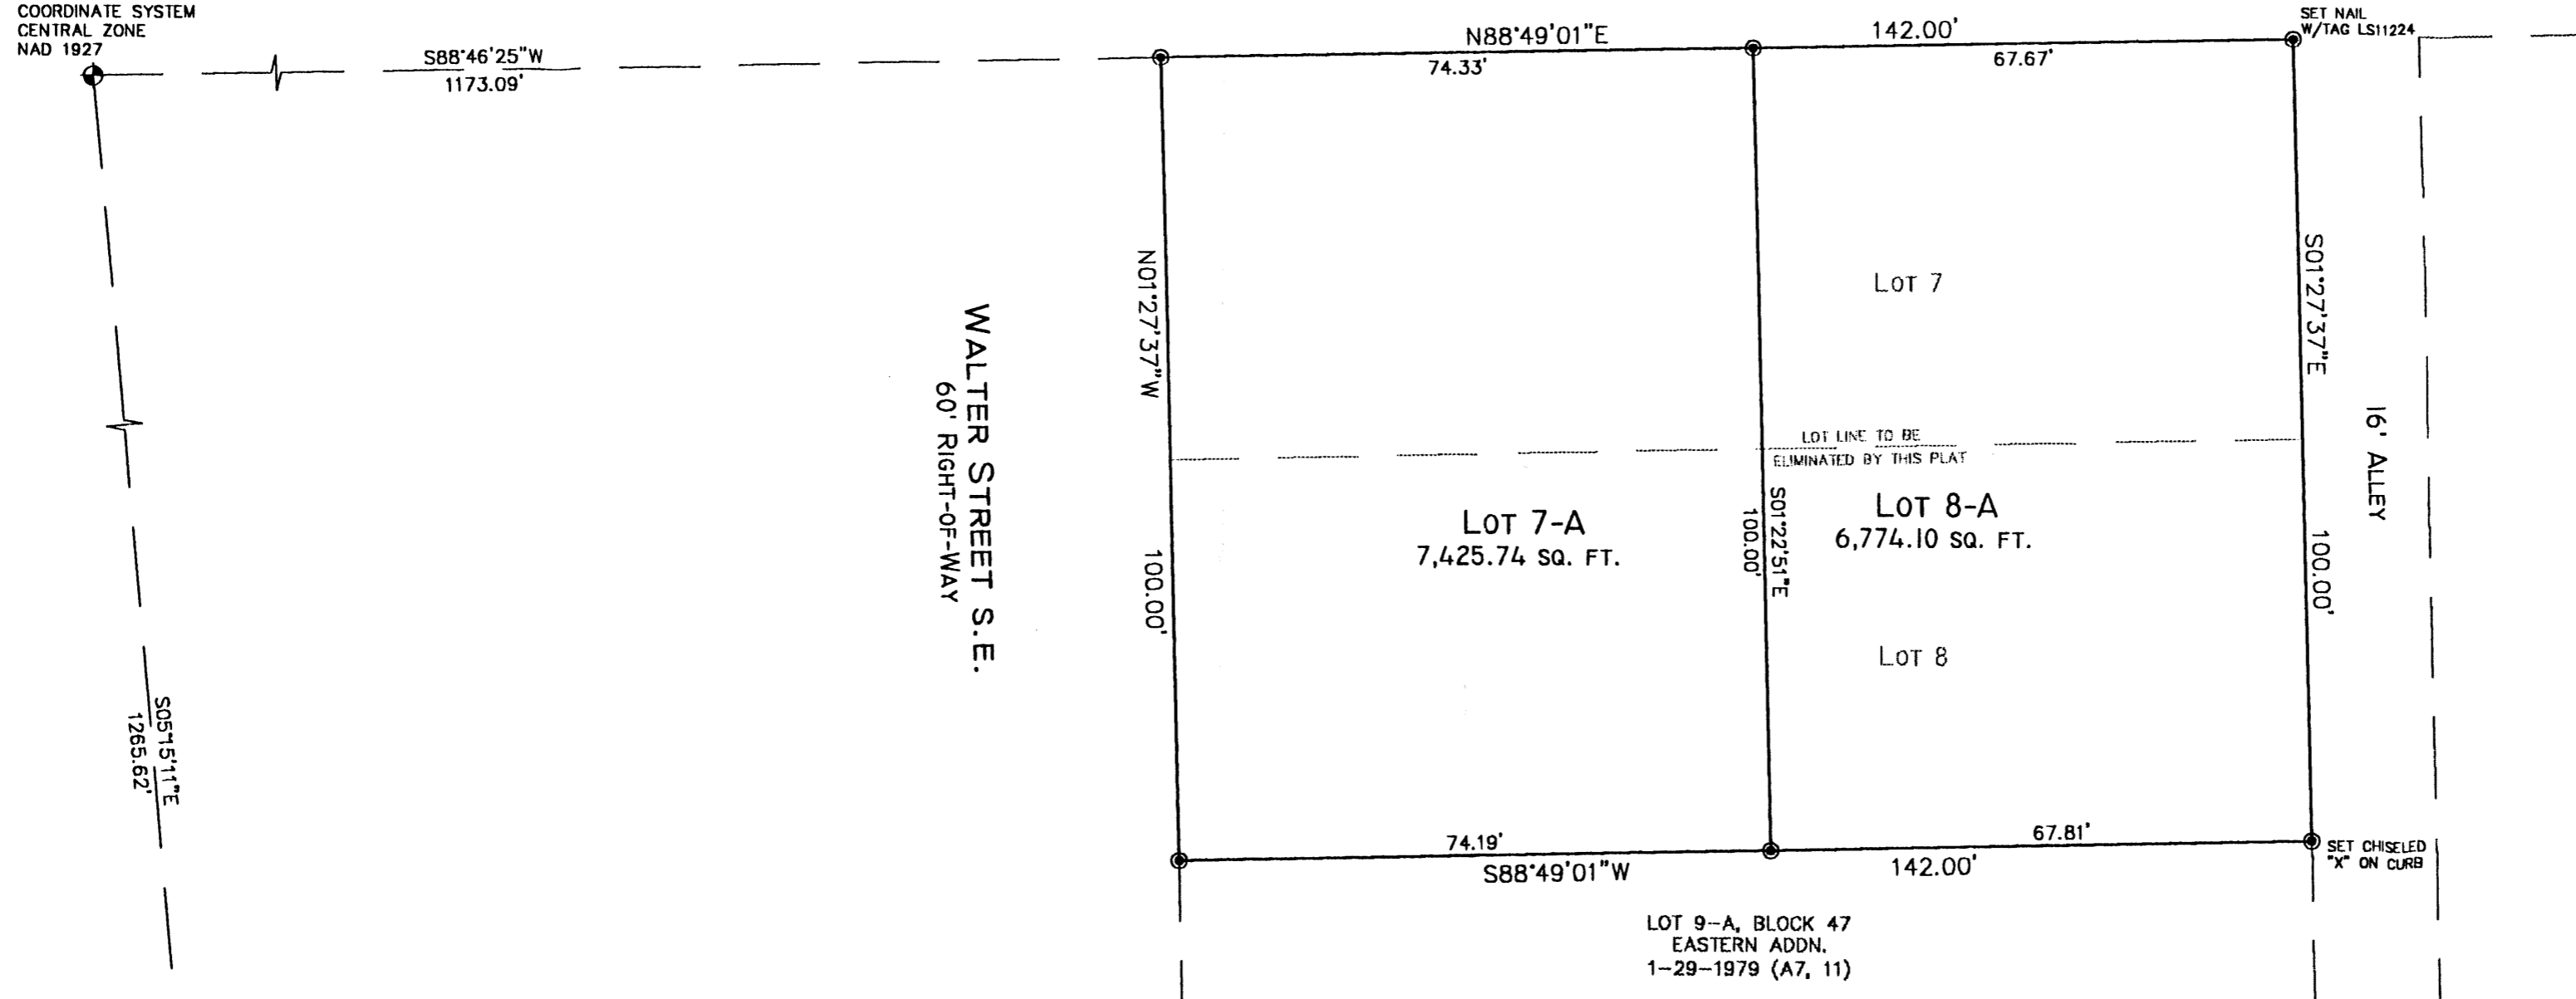 COORDINATE SYSTEM
CENTRAL ZONE
NAD 1927
S88°46'25"W
1173.09'
N88°49'01"E
142.00'
74.33'
67.67'
SET NAIL
W/TAG LS11224
N01°27'37"W
100.00'
WALTER STREET S.E.
60' RIGHT-OF-WAY
LOT 7
S01°27'37"E
100.00'
16' ALLEY
LOT LINE TO BE
ELIMINATED BY THIS PLAT
LOT 7-A
7,425.74 SQ. FT.
S01°22'51"E
100.00'
LOT 8-A
6,774.10 SQ. FT.
LOT 8
S05°15'11"E
1265.62'
74.19'
67.81'
S88°49'01"W
142.00'
SET CHISELED
"X" ON CURB
LOT 9-A, BLOCK 47
EASTERN ADDN.
1-29-1979 (A7, 11)